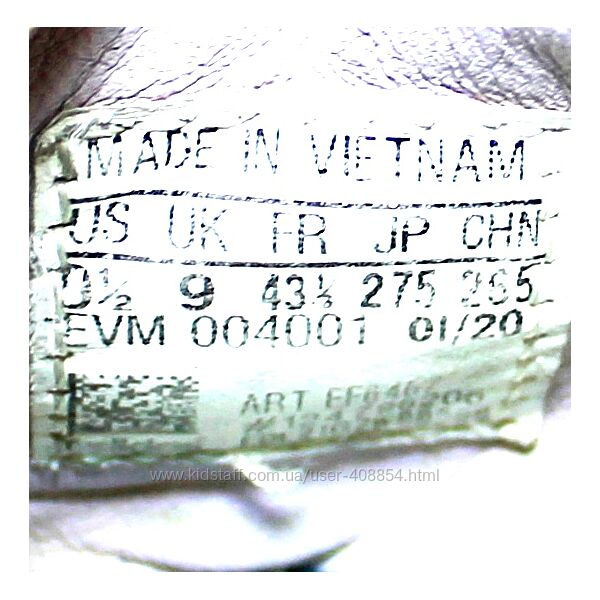 MADE IN VIETNAM
US UK FR JP CHN
9½ 9 43⅓ 275 265
EVM 004001 01/20
ART
www.kidstaff.com.ua/user-408854.html